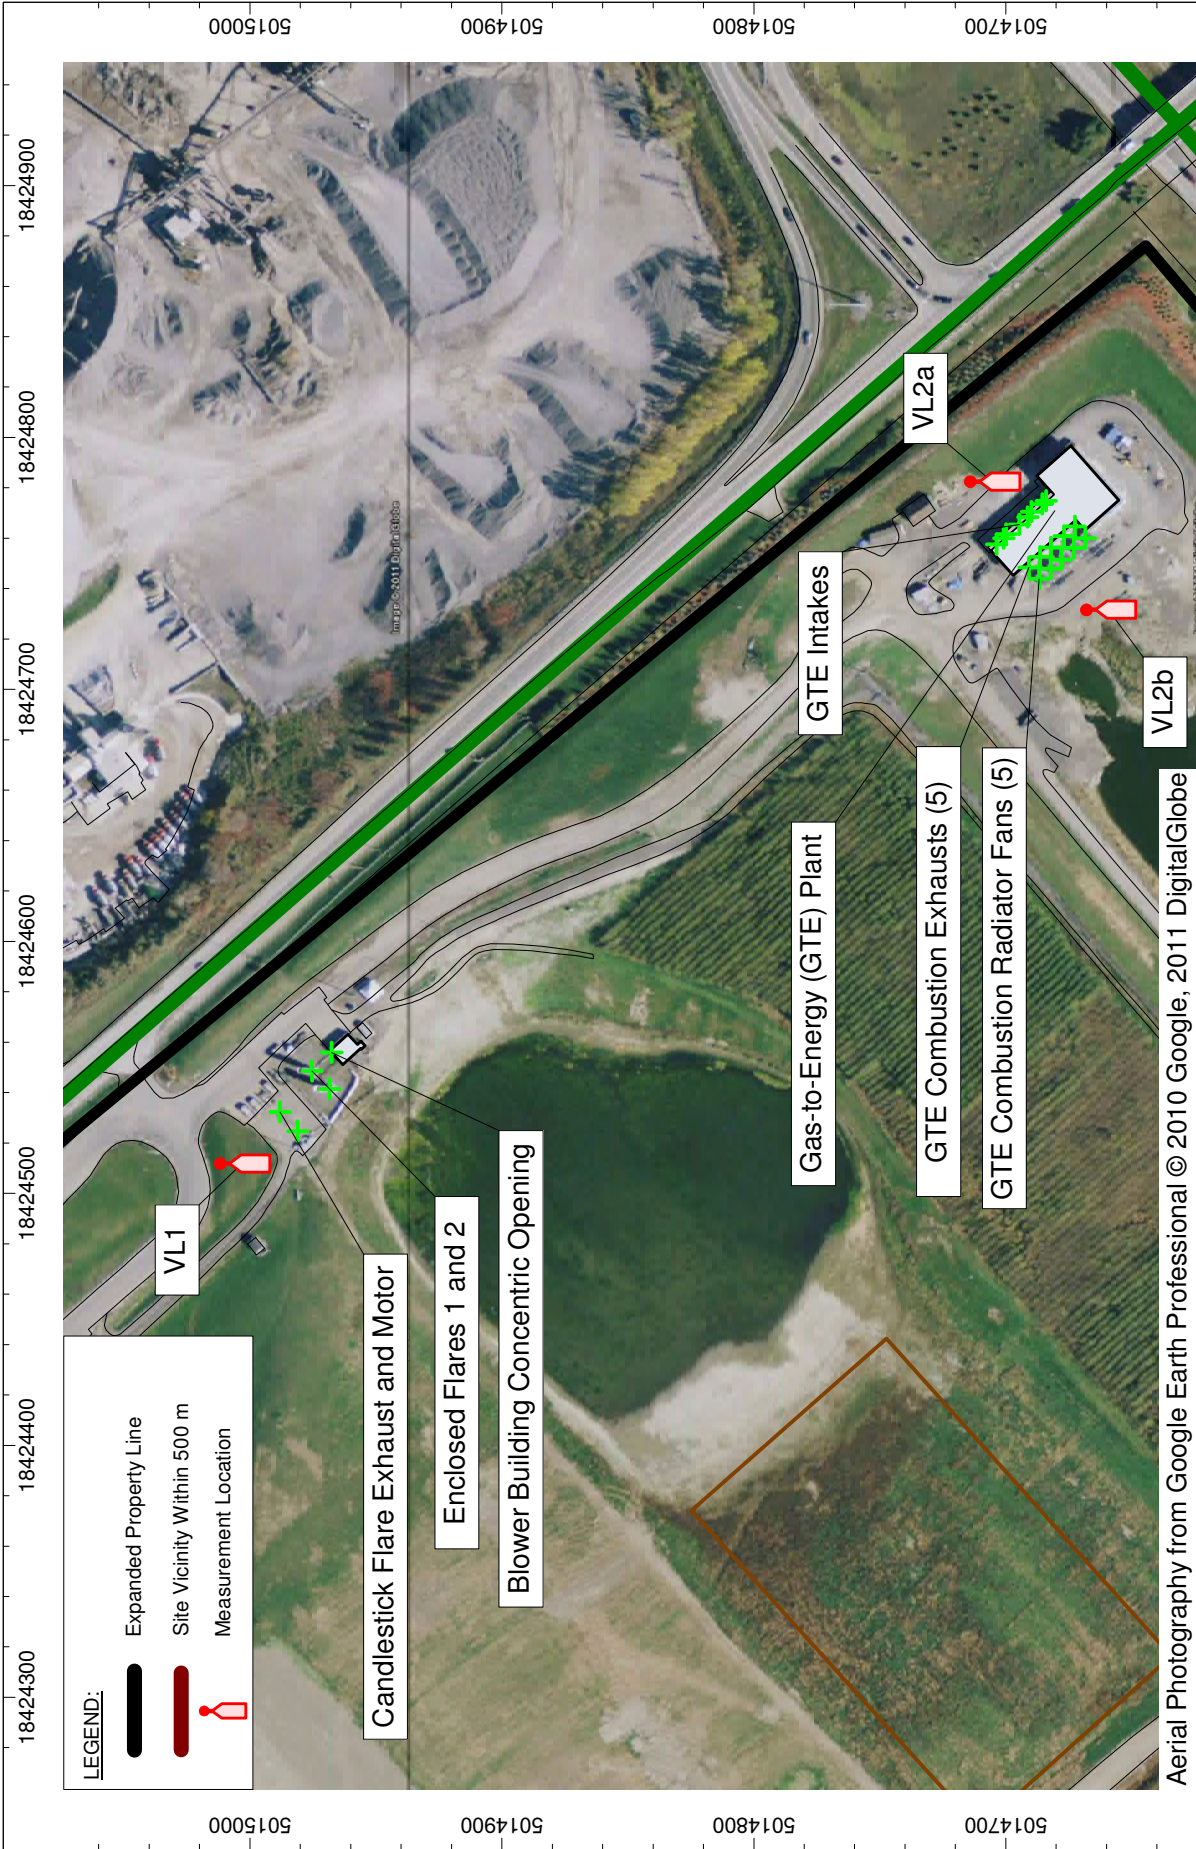 18424300
18424400
18424500
18424600
18424700
18424800
18424900
5015000
5014900
5014800
5014700
5015000
5014900
5014800
5014700
LEGEND:
Expanded Property Line
Site Vicinity Within 500 m
Measurement Location
VL1
Candlestick Flare Exhaust and Motor
Enclosed Flares 1 and 2
Blower Building Concentric Opening
Image © 2011 DigitalGlobe
VL2a
GTE Intakes
Gas-to-Energy (GTE) Plant
GTE Combustion Exhausts (5)
GTE Combustion Radiator Fans (5)
VL2b
Aerial Photography from Google Earth Professional © 2010 Google, 2011 DigitalGlobe